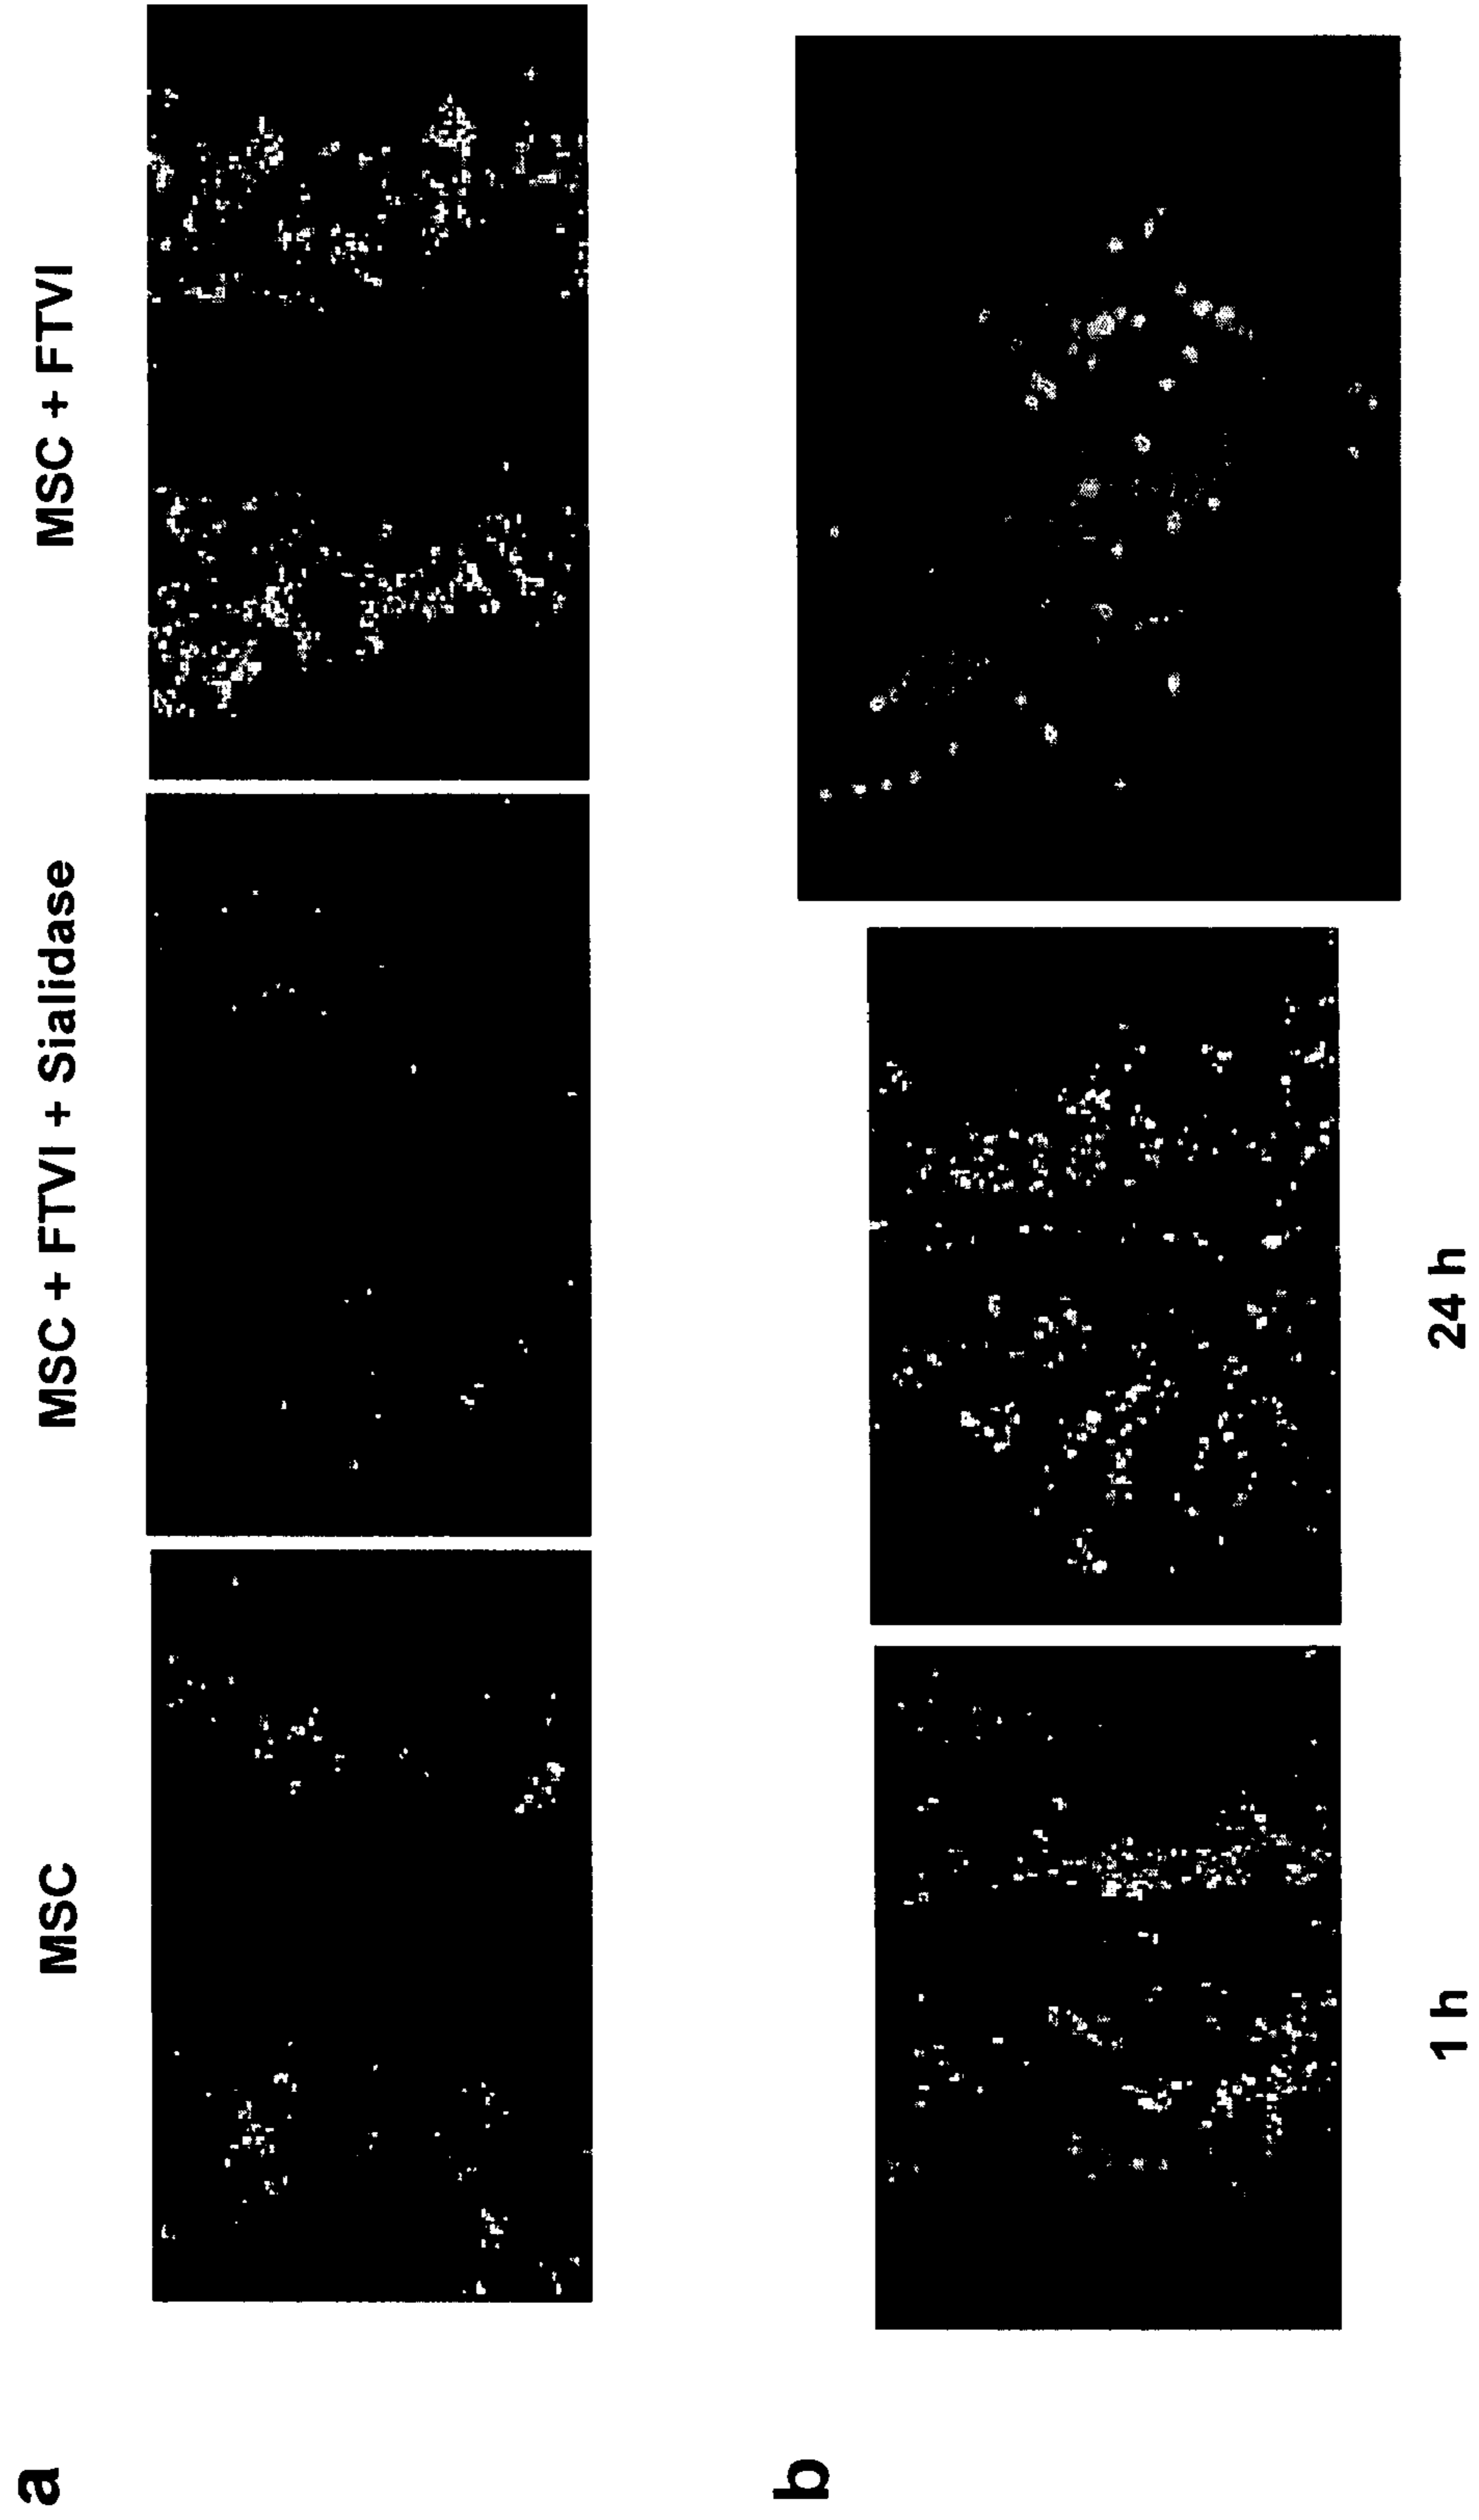 a
MSC
MSC + FTVI + Sialidase
MSC + FTVI
b
1 h
24 h